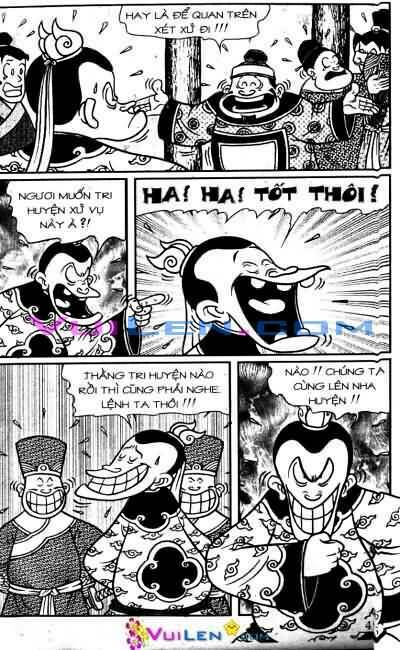 HAY LÀ ĐỂ QUAN TRÊN
XÉT XỬ ĐI !!!
NGƯƠI MUỐN TRI
HUYỆN XỬ VỤ
NÀY À ?!
HA! HA! TỐT THÔI!
VuiLen.com
THẰNG TRI HUYỆN NÀO
RỒI THÌ CŨNG PHẢI NGHE
LỆNH TA THÔI !!!
NÀO !! CHÚNG TA
CÙNG LÊN NHA
HUYỆN !!
VuiLen
4